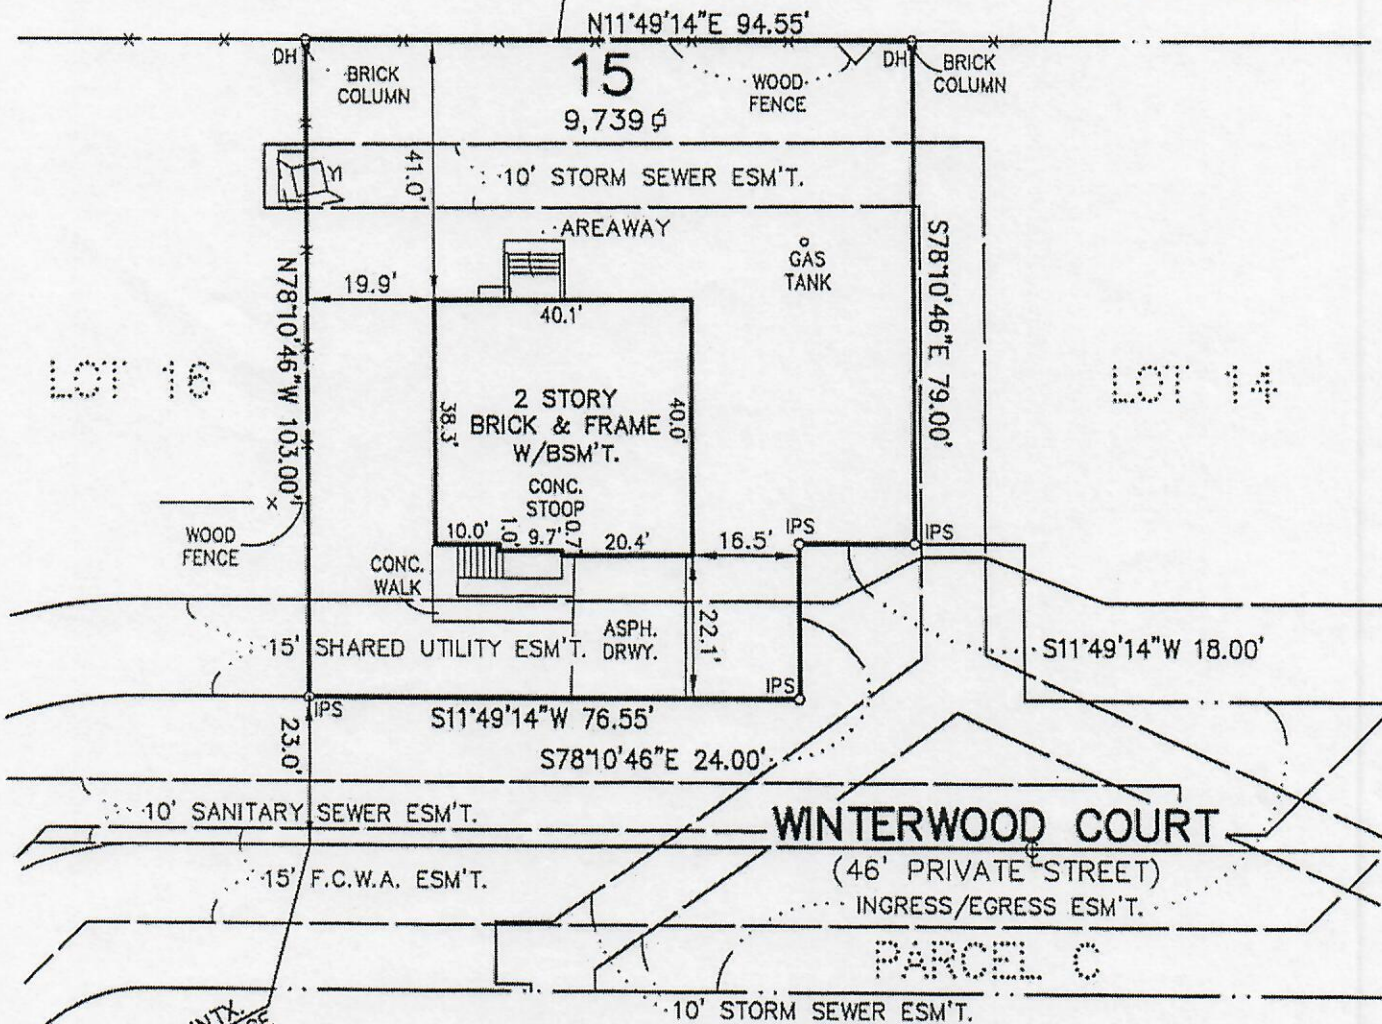 N11°49'14"E 94.55'
DH
BRICK
COLUMN
15
9,739
WOOD
FENCE
DH
BRICK
COLUMN
41.0'
YI
10' STORM SEWER ESM'T.
AREAWAY
GAS
TANK
S78°10'46"E 79.00'
N78°10'46"W 103.00'
19.9'
40.1'
LOT 16
LOT 14
2 STORY
BRICK & FRAME
W/BSM'T.
38.3'
40.0'
CONC.
STOOP
WOOD
FENCE
10.0'
1.0'
9.7'
0.7'
20.4'
16.5'
IPS
IPS
CONC.
WALK
ASPH.
DRWY.
22.1'
15' SHARED UTILITY ESM'T.
S11°49'14"W 18.00'
IPS
IPS
S11°49'14"W 76.55'
23.0'
S78°10'46"E 24.00'
10' SANITARY SEWER ESM'T.
WINTERWOOD COURT
(46' PRIVATE STREET)
15' F.C.W.A. ESM'T.
INGRESS/EGRESS ESM'T.
PARCEL C
10' STORM SEWER ESM'T.